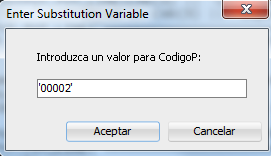 Enter Substitution Variable
Introduzca un valor para CodigoP:
'00002'
Aceptar
Cancelar